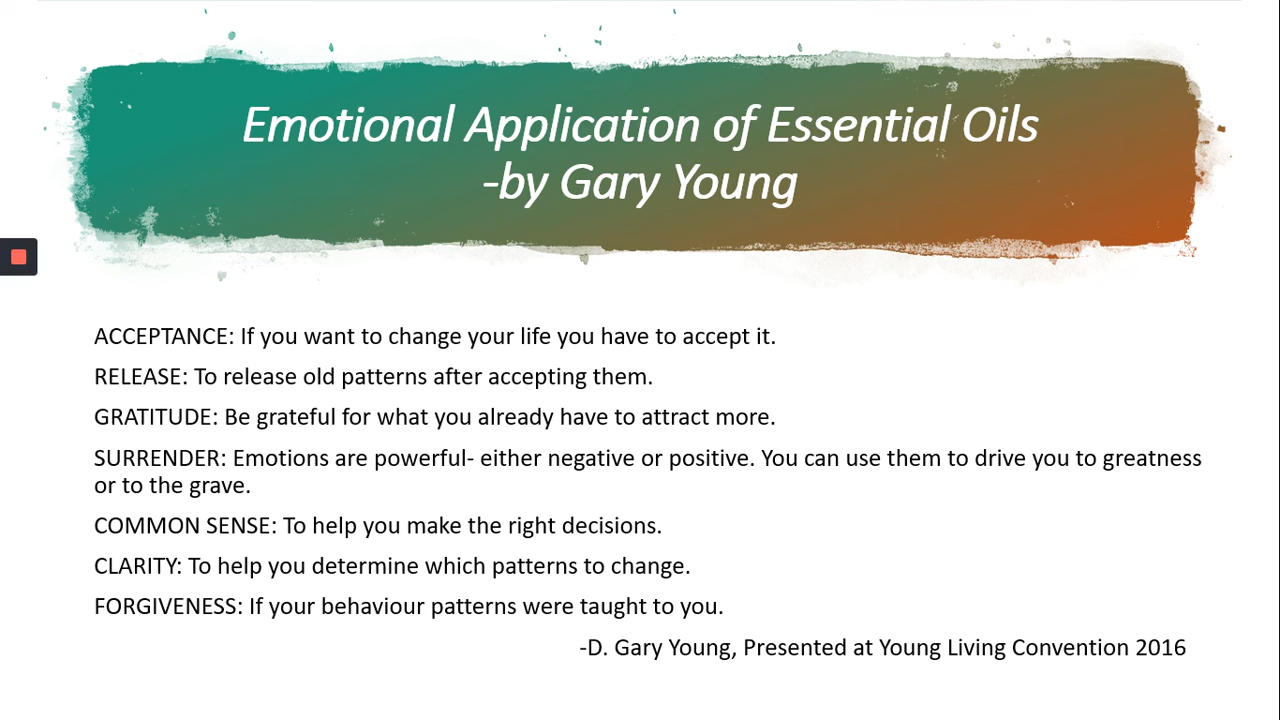 Emotional Application of Essential Oils
-by Gary Young
ACCEPTANCE: If you want to change your life you have to accept it.
RELEASE: To release old patterns after accepting them.
GRATITUDE: Be grateful for what you already have to attract more.
SURRENDER: Emotions are powerful- either negative or positive. You can use them to drive you to greatness
or to the grave.
COMMON SENSE: To help you make the right decisions.
CLARITY: To help you determine which patterns to change.
FORGIVENESS: If your behaviour patterns were taught to you.
-D. Gary Young, Presented at Young Living Convention 2016